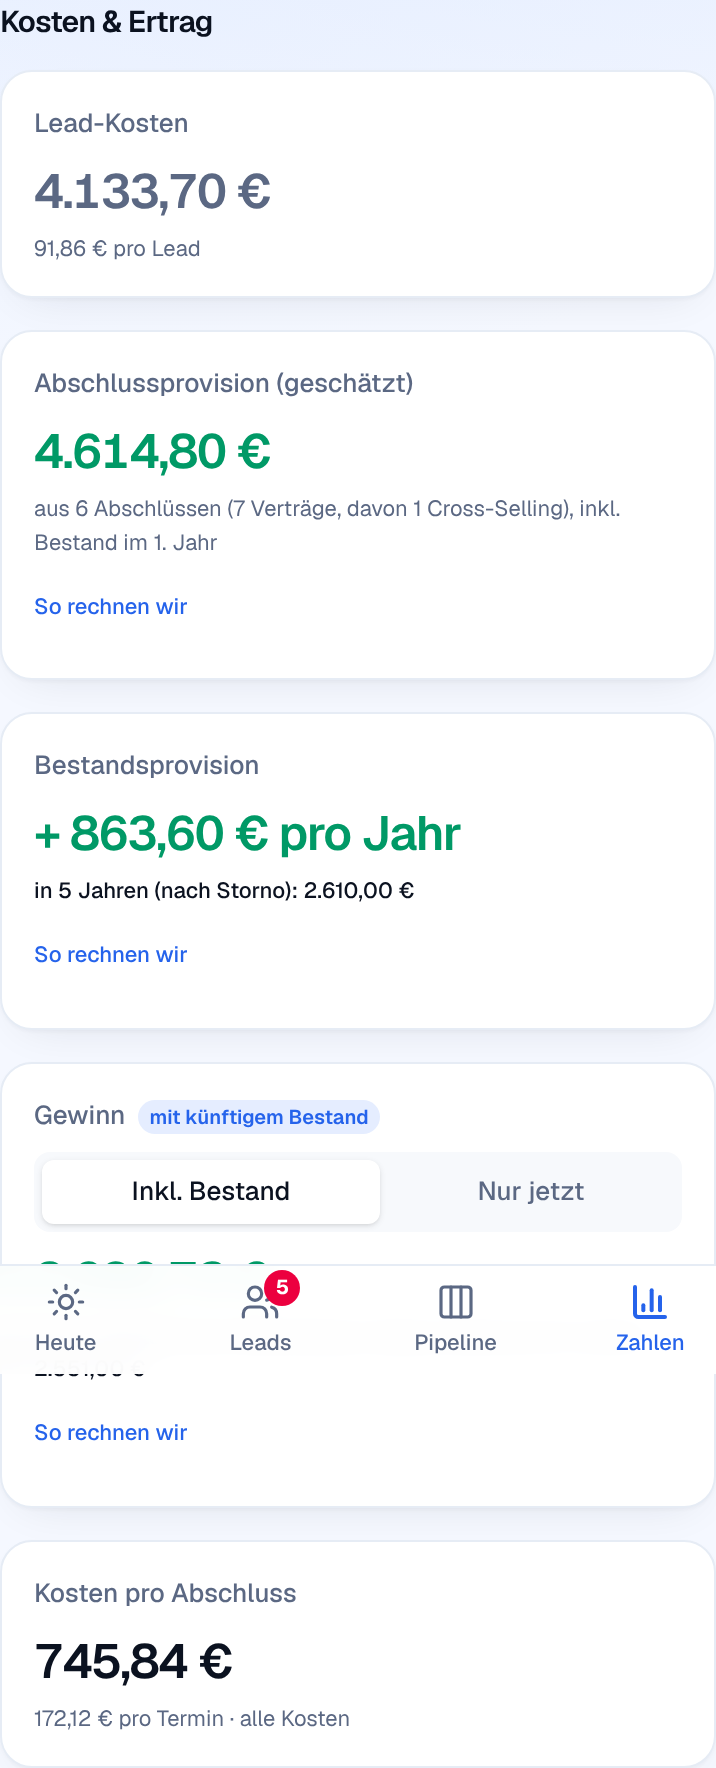 Kosten & Ertrag
Lead-Kosten
4.133,70 €
91,86 € pro Lead
Abschlussprovision (geschätzt)
4.614,80 €
aus 6 Abschlüssen (7 Verträge, davon 1 Cross-Selling), inkl.
Bestand im 1. Jahr
So rechnen wir
Bestandsprovision
+ 863,60 € pro Jahr
in 5 Jahren (nach Storno): 2.610,00 €
So rechnen wir
Gewinn mit künftigem Bestand
Inkl. Bestand Nur jetzt
5
Heute Leads Pipeline Zahlen
So rechnen wir
Kosten pro Abschluss
745,84 €
172,12 € pro Termin · alle Kosten